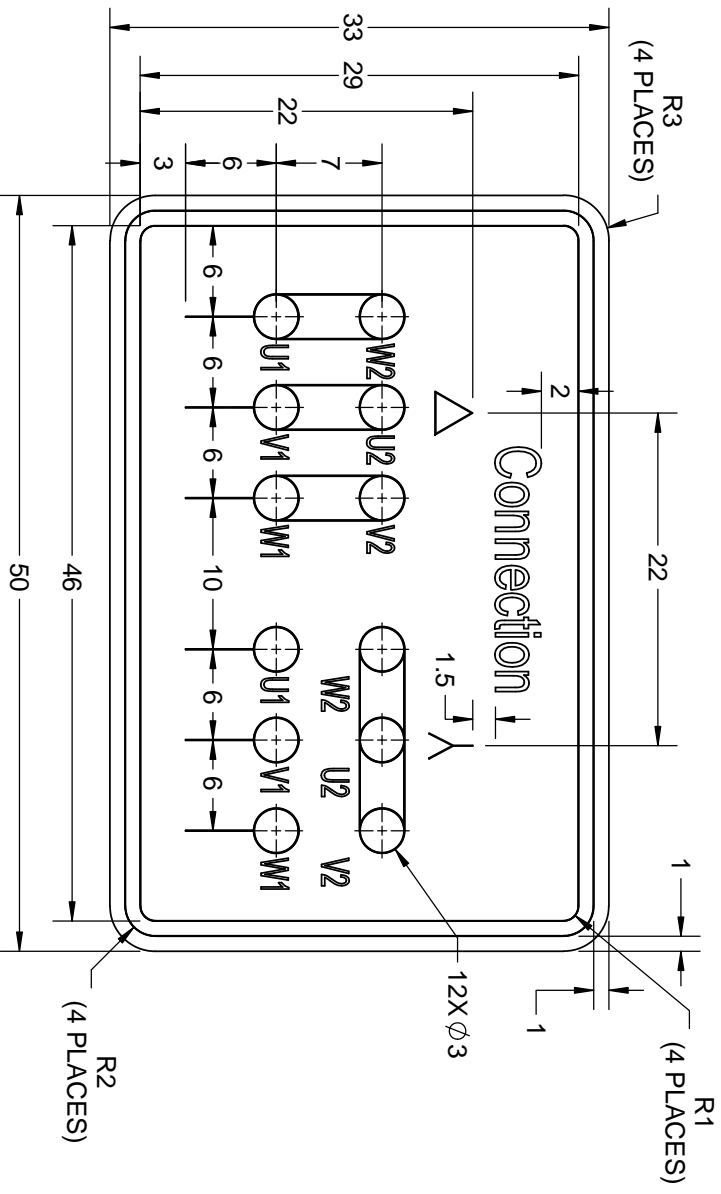 R1
(4 PLACES)
R3
(4 PLACES)
1
22
2
1
Connection
12X Ø3
1.5
W2 U2 V2
33
29
22
7
W2 U2 V2
U1 V1 W1 U1 V1 W1
6
6 6 6 10 6 6
3
R2
(4 PLACES)
46
50